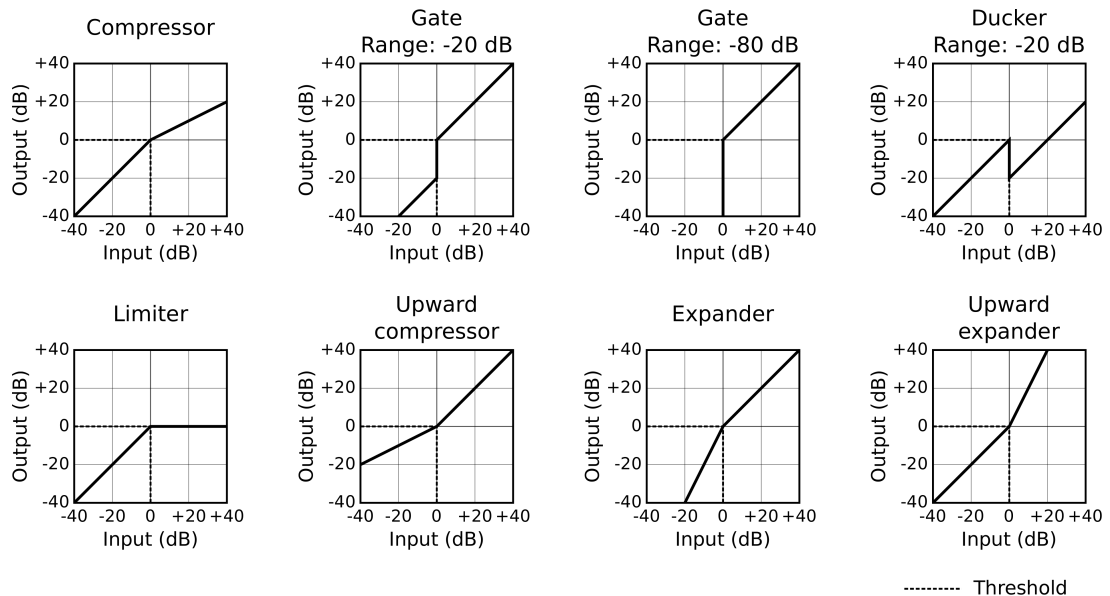 Compressor
Gate
Range: -20 dB
Gate
Range: -80 dB
Ducker
Range: -20 dB
Output (dB)
+40
+20
0
-20
-40
-40 -20 0 +20 +40
Input (dB)
Output (dB)
+40
+20
0
-20
-40
-40 -20 0 +20 +40
Input (dB)
Output (dB)
+40
+20
0
-20
-40
-40 -20 0 +20 +40
Input (dB)
Output (dB)
+40
+20
0
-20
-40
-40 -20 0 +20 +40
Input (dB)
Limiter
Upward
compressor
Expander
Upward
expander
Output (dB)
+40
+20
0
-20
-40
-40 -20 0 +20 +40
Input (dB)
Output (dB)
+40
+20
0
-20
-40
-40 -20 0 +20 +40
Input (dB)
Output (dB)
+40
+20
0
-20
-40
-40 -20 0 +20 +40
Input (dB)
Output (dB)
+40
+20
0
-20
-40
-40 -20 0 +20 +40
Input (dB)
Threshold